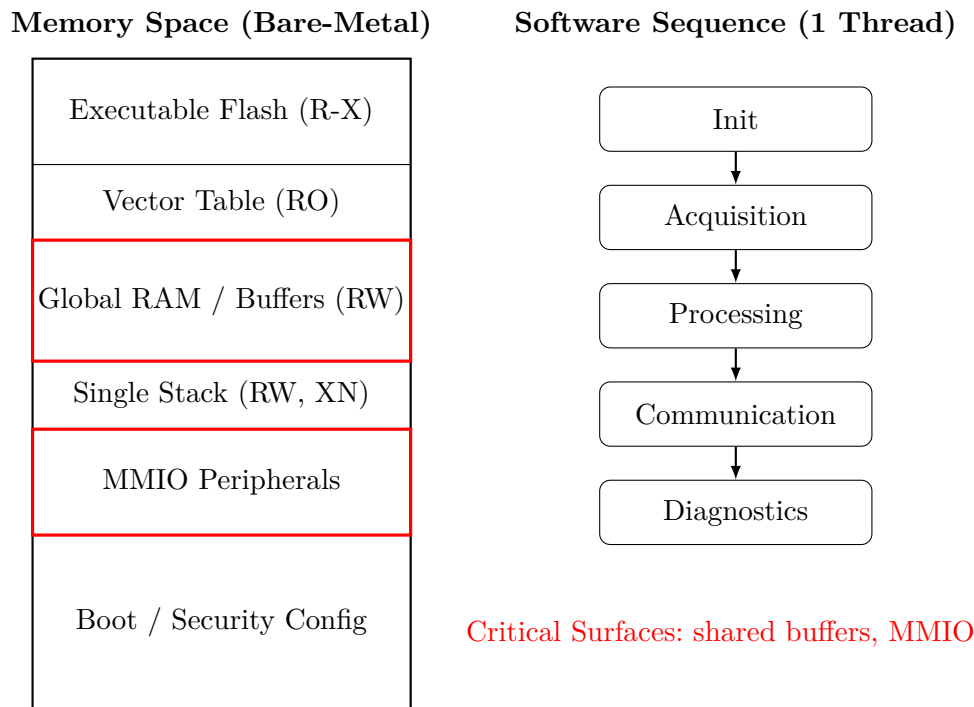 Memory Space (Bare-Metal)
Executable Flash (R-X)
Vector Table (RO)
Global RAM / Buffers (RW)
Single Stack (RW, XN)
MMIO Peripherals
Boot / Security Config
Software Sequence (1 Thread)
Init
Acquisition
Processing
Communication
Diagnostics
Critical Surfaces: shared buffers, MMIO